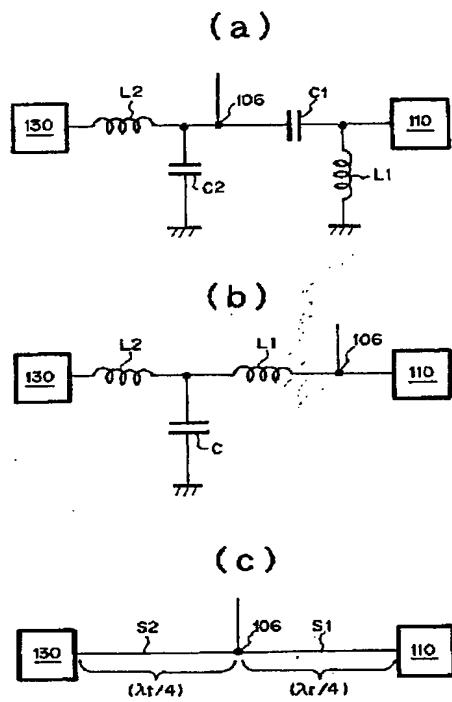 (a)
L2 106 C1
130 110
C2 L1
(b)
L2 L1 106
130 110
C
(c)
S2 106 S1
130 110
(λt/4) (λr/4)